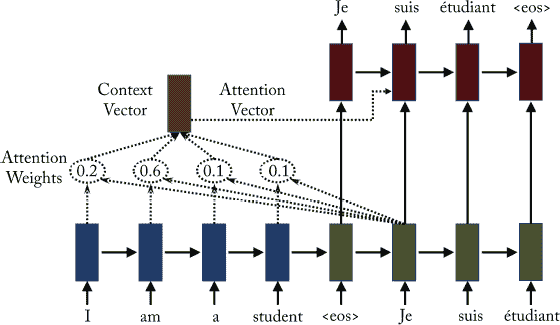 Je suis étudiant <eos>
Context Vector
Attention Vector
Attention Weights
0.2 0.6 0.1 0.1
I am a student <eos> Je suis étudiant